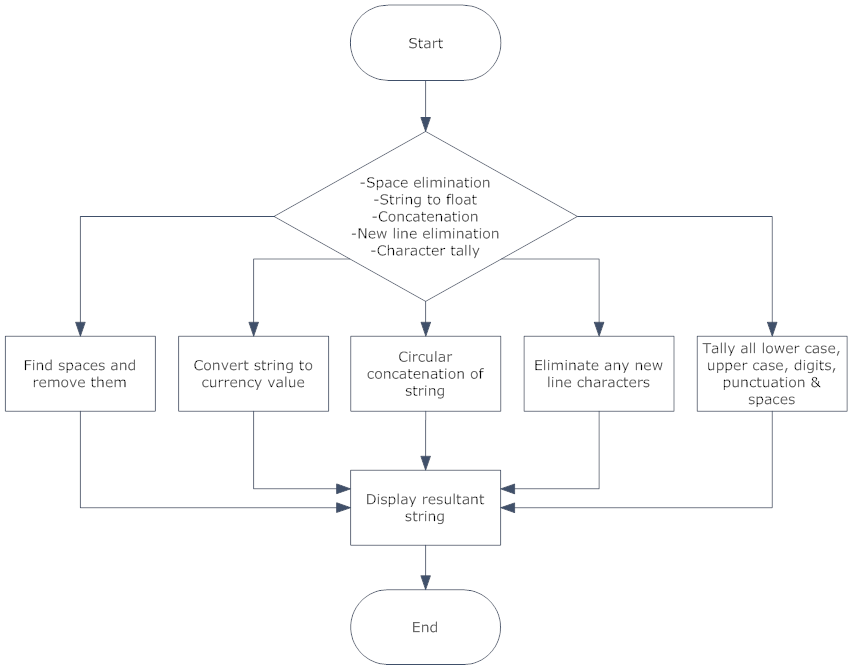 Start
-Space elimination
-String to float
-Concatenation
-New line elimination
-Character tally
Find spaces and
remove them
Convert string to
currency value
Circular
concatenation of
string
Eliminate any new
line characters
Tally all lower case,
upper case, digits,
punctuation &
spaces
Display resultant
string
End